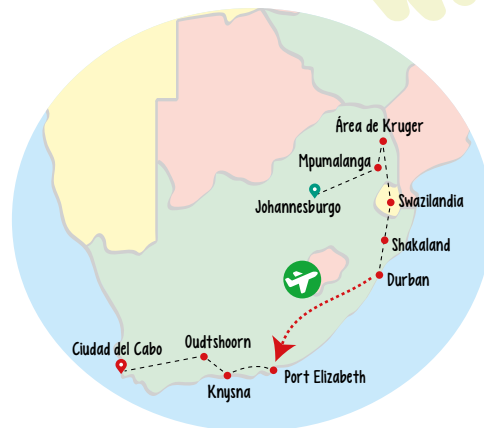 Área de Kruger
Mpumalanga
Johannesburgo
Swazilandia
Shakaland
Durban
Oudtshoorn
Ciudad del Cabo
Knysna
Port Elizabeth